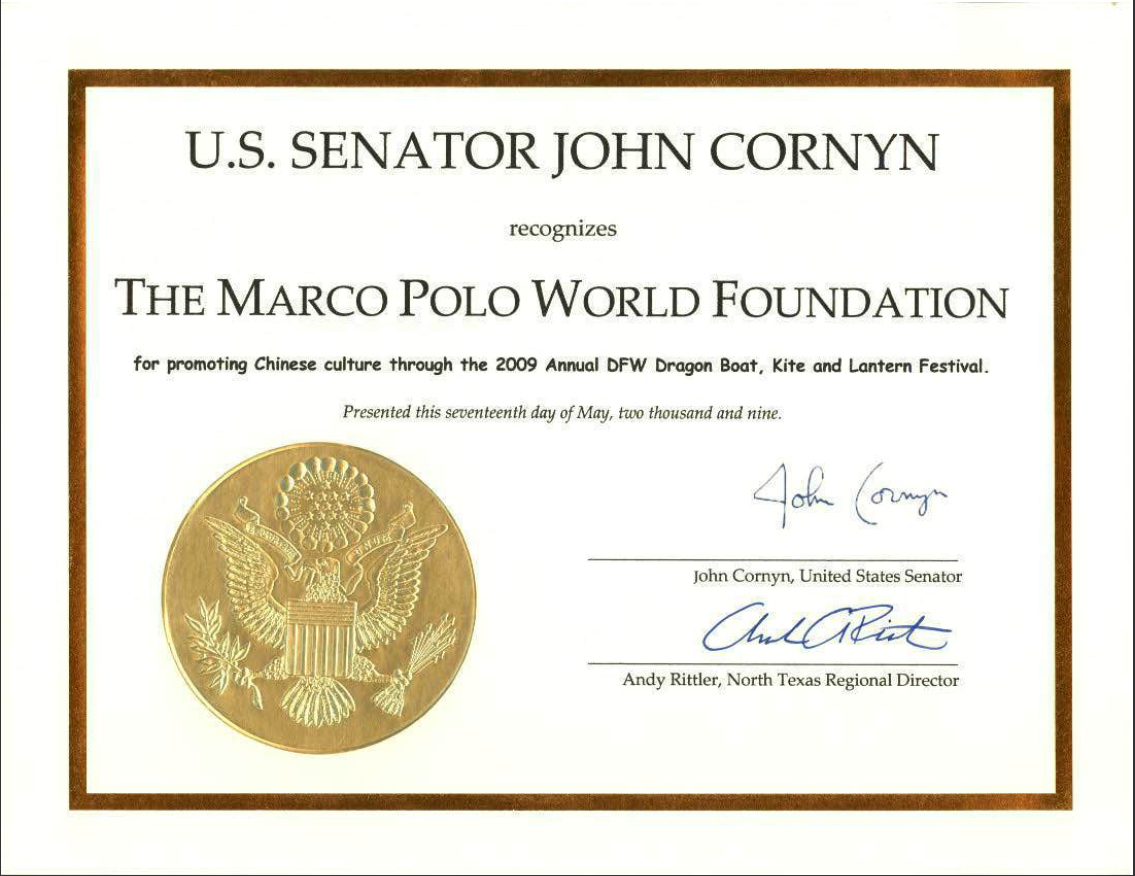 U.S. SENATOR JOHN CORNYN
recognizes
THE MARCO POLO WORLD FOUNDATION
for promoting Chinese culture through the 2009 Annual DFW Dragon Boat, Kite and Lantern Festival.
Presented this seventeenth day of May, two thousand and nine.
John Cornyn
John Cornyn, United States Senator
Andy Rittler, North Texas Regional Director